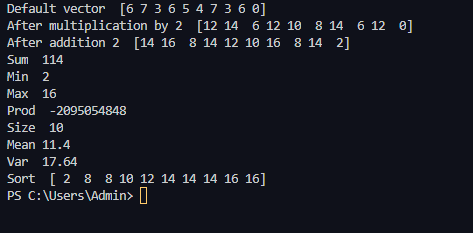 Default vector  [6 7 3 6 5 4 7 3 6 0]
After multiplication by 2  [12 14  6 12 10  8 14  6 12  0]
After addition 2  [14 16  8 14 12 10 16  8 14  2]
Sum  114
Min  2
Max  16
Prod  -2095054848
Size  10
Mean 11.4
Var  17.64
Sort  [ 2  8  8 10 12 14 14 14 16 16]
PS C:\Users\Admin>